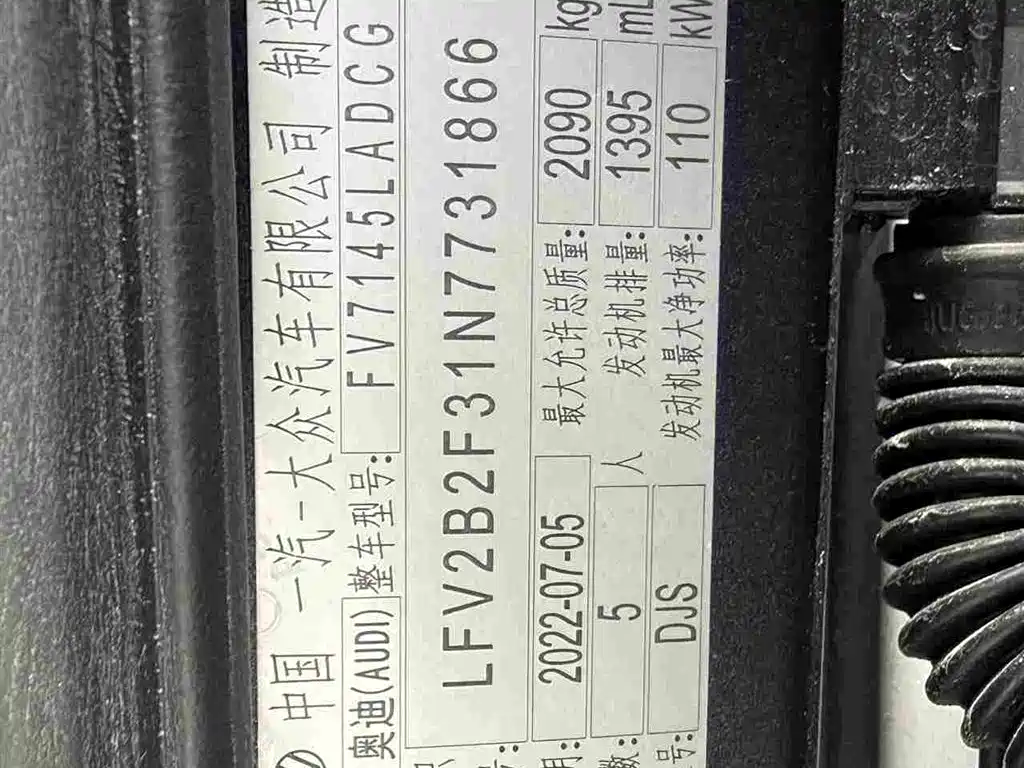 中国 一汽-大众汽车有限公司 制造
奥迪(AUDI) 整车型号: FV7145LADCG
LFV2B2F31N7731866
2022-07-05 最大允许总质量: 2090 kg
数: 5 人 发动机排量: 1395 mL
号: DJS 发动机最大净功率: 110 kW